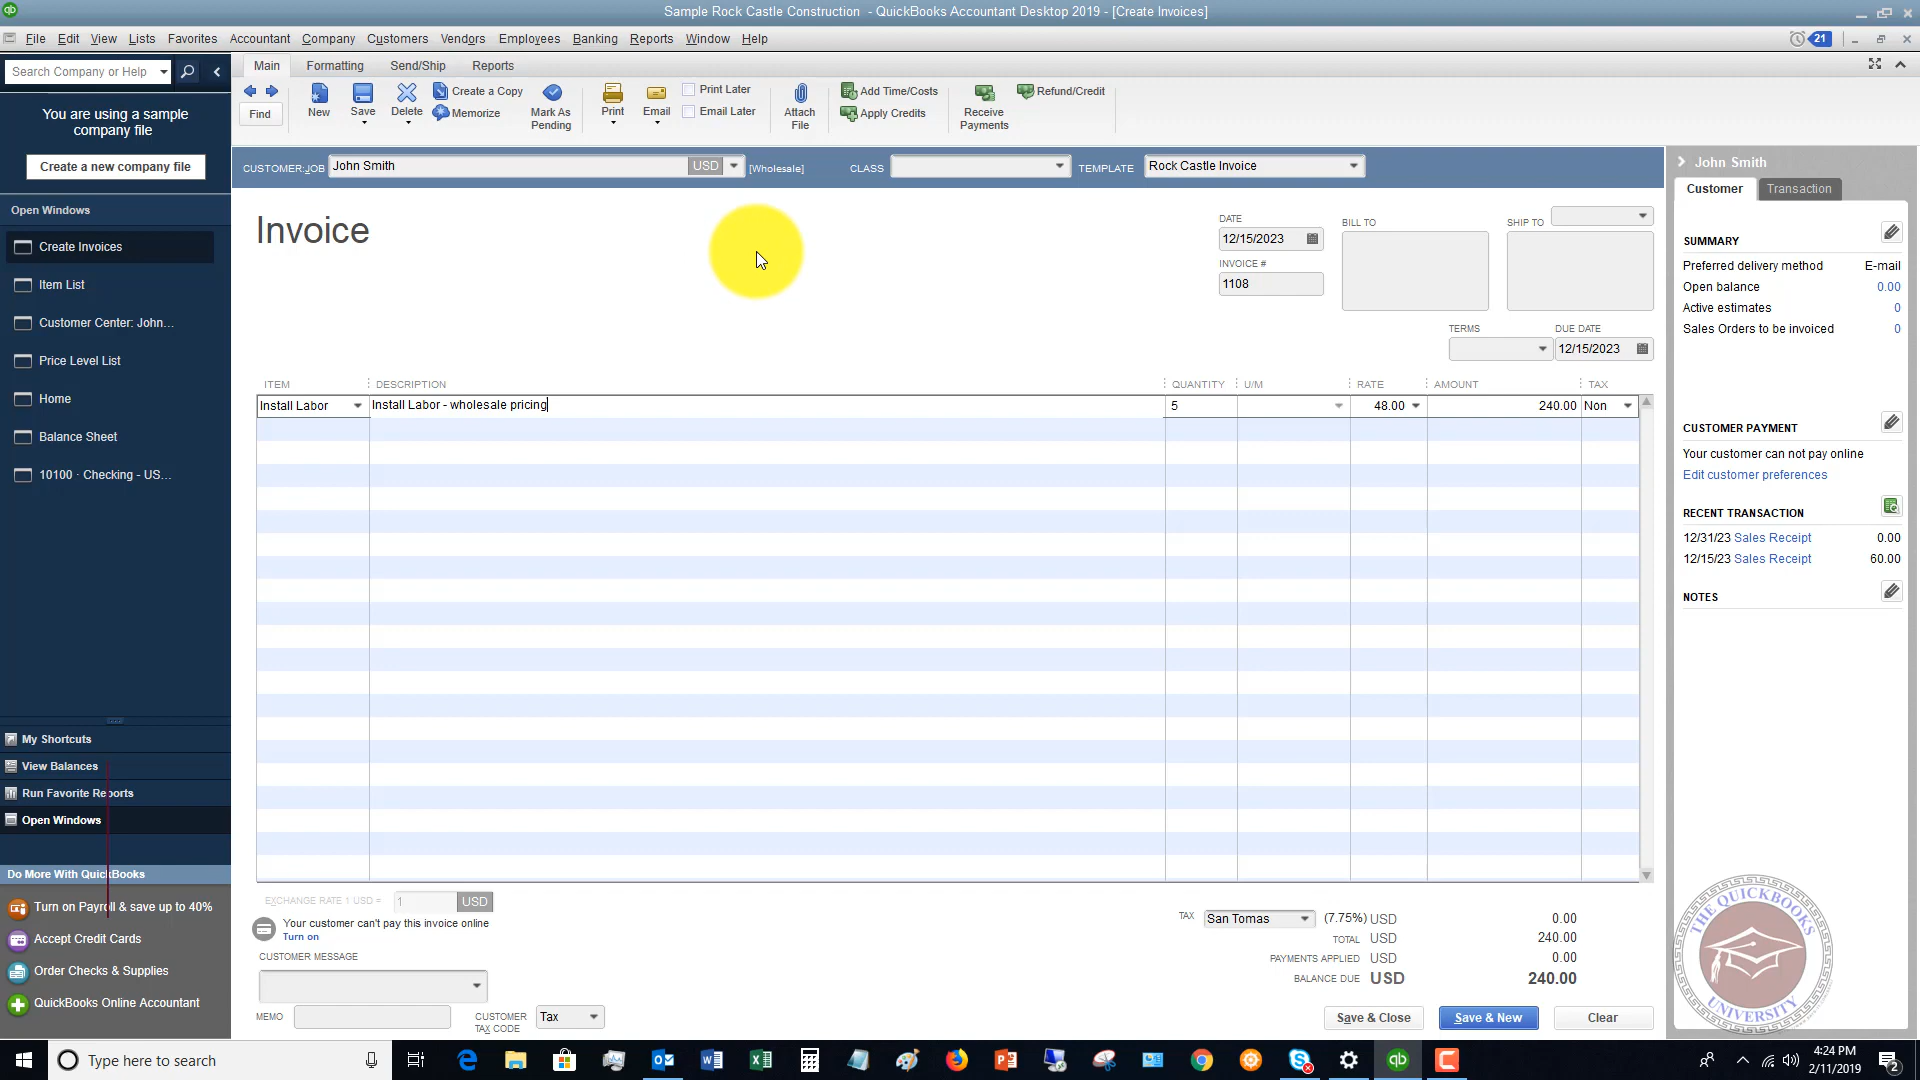 Sample Rock Castle Construction - QuickBooks Accountant Desktop 2019 - [Create Invoices]
File Edit View Lists Favorites Accountant Company Customers Vendors Employees Banking Reports Window Help 21
Search Company or Help
You are using a sample
company file
Create a new company file
Open Windows
Create Invoices
Item List
Customer Center: John...
Price Level List
Home
Balance Sheet
10100 · Checking - US...
My Shortcuts
View Balances
Run Favorite Reports
Open Windows
Do More With QuickBooks
Turn on Payroll & save up to 40%
Accept Credit Cards
Order Checks & Supplies
QuickBooks Online Accountant
Main Formatting Send/Ship Reports
Find
New
Save
Delete
Create a Copy
Memorize
Mark As
Pending
Print
Email
Print Later
Email Later
Attach
File
Add Time/Costs
Apply Credits
Receive
Payments
Refund/Credit
CUSTOMER:JOB John Smith USD [Wholesale] CLASS TEMPLATE Rock Castle Invoice
Invoice
DATE
12/15/2023
INVOICE #
1108
BILL TO
SHIP TO
TERMS
DUE DATE
12/15/2023
ITEM DESCRIPTION QUANTITY U/M RATE AMOUNT TAX
Install Labor Install Labor - wholesale pricing 5 48.00 240.00 Non
EXCHANGE RATE 1 USD = 1 USD
Your customer can't pay this invoice online
Turn on
CUSTOMER MESSAGE
MEMO
CUSTOMER
TAX CODE
Tax
TAX San Tomas (7.75%) USD 0.00
TOTAL USD 240.00
PAYMENTS APPLIED USD 0.00
BALANCE DUE USD 240.00
Save & Close Save & New Clear
John Smith
Customer Transaction
SUMMARY
Preferred delivery method E-mail
Open balance 0.00
Active estimates 0
Sales Orders to be invoiced 0
CUSTOMER PAYMENT
Your customer can not pay online
Edit customer preferences
RECENT TRANSACTION
12/31/23 Sales Receipt 0.00
12/15/23 Sales Receipt 60.00
NOTES
THE QUICKBOOKS
UNIVERSITY
Type here to search
4:24 PM
2/11/2019
2